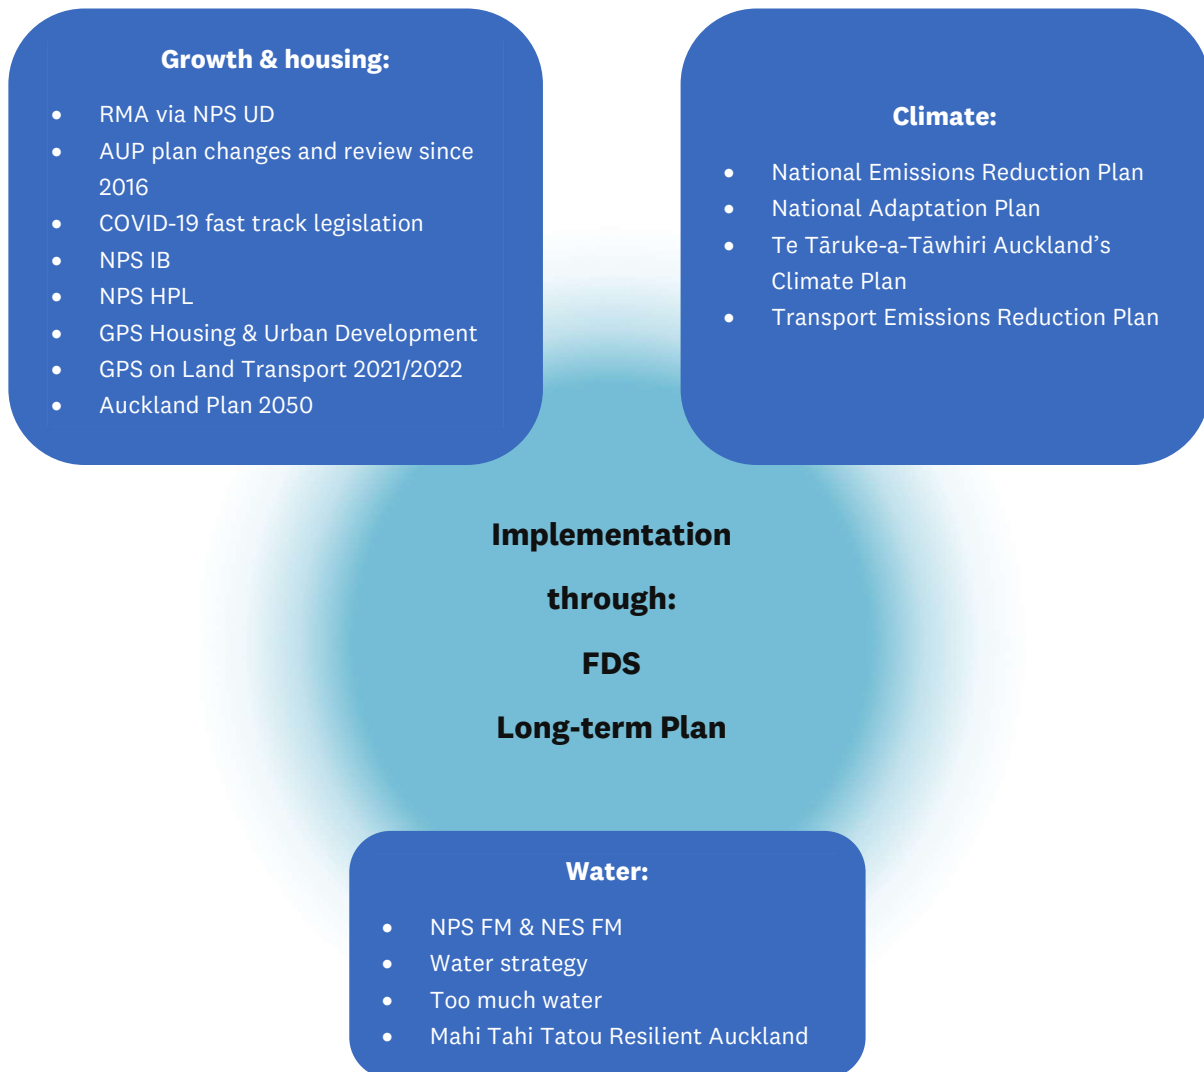 Growth & housing:
• RMA via NPS UD
• AUP plan changes and review since
2016
• COVID-19 fast track legislation
• NPS IB
• NPS HPL
• GPS Housing & Urban Development
• GPS on Land Transport 2021/2022
• Auckland Plan 2050
Climate:
• National Emissions Reduction Plan
• National Adaptation Plan
• Te Tāruke-a-Tāwhiri Auckland’s
Climate Plan
• Transport Emissions Reduction Plan
Implementation
through:
FDS
Long-term Plan
Water:
• NPS FM & NES FM
• Water strategy
• Too much water
• Mahi Tahi Tatou Resilient Auckland